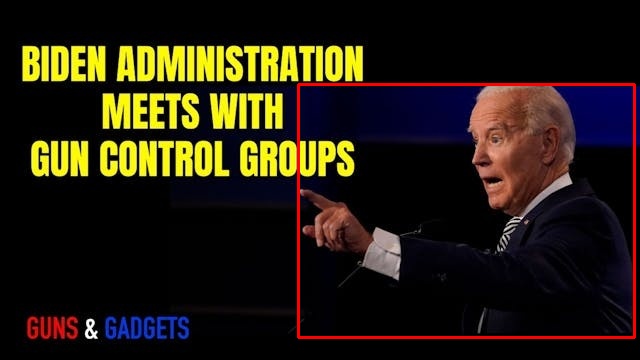 BIDEN ADMINISTRATION
MEETS WITH
GUN CONTROL GROUPS
GUNS & GADGETS